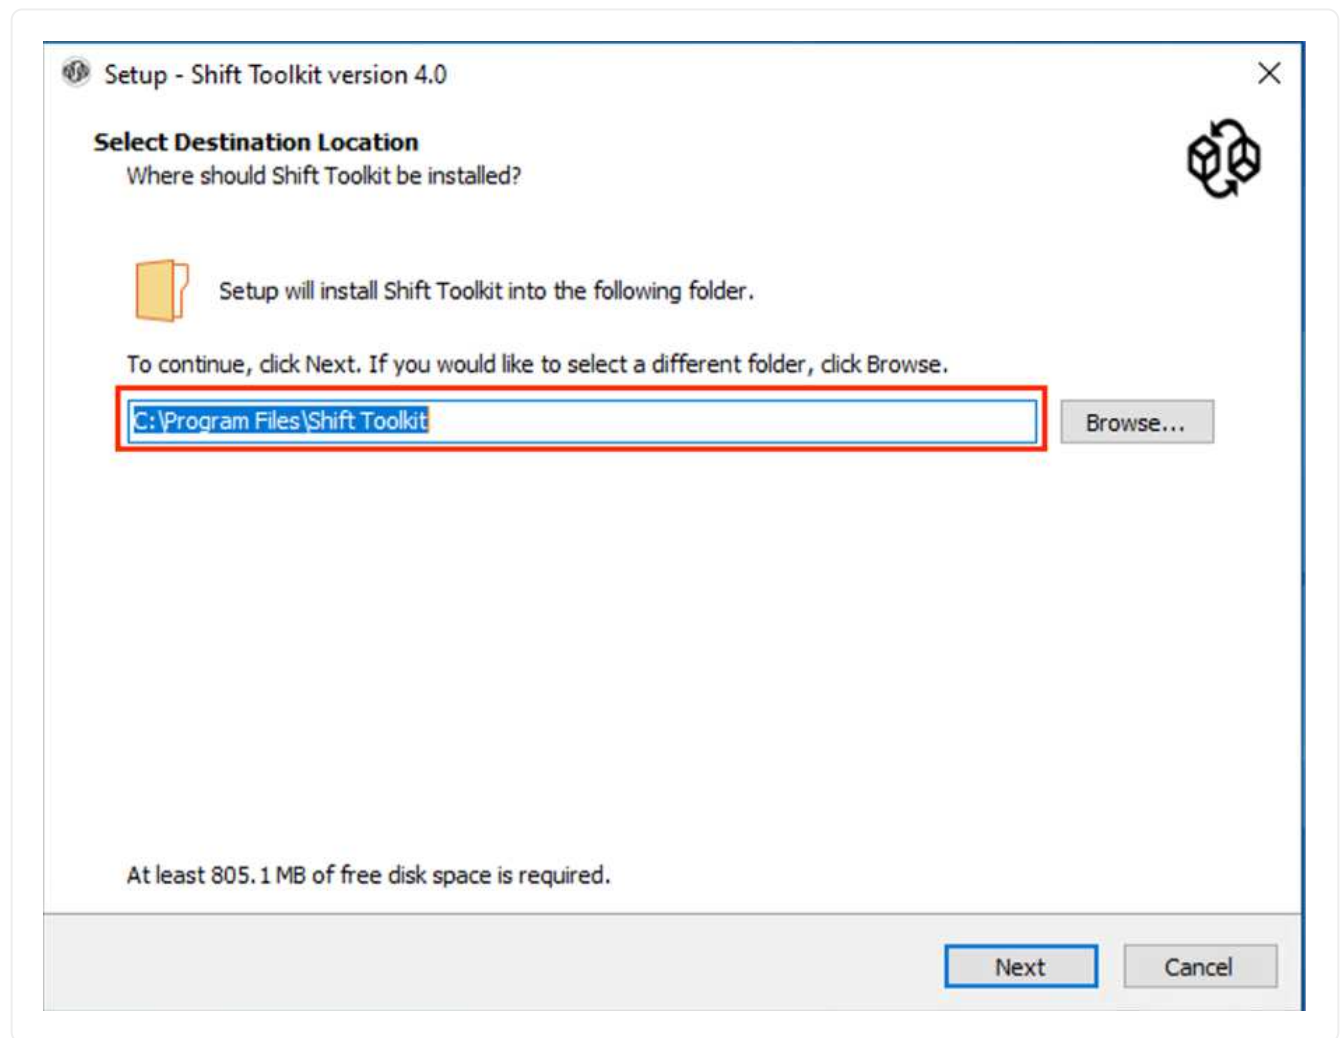 Setup - Shift Toolkit version 4.0
Select Destination Location
Where should Shift Toolkit be installed?
Setup will install Shift Toolkit into the following folder.
To continue, click Next. If you would like to select a different folder, click Browse.
C:\Program Files\Shift Toolkit
Browse...
At least 805.1 MB of free disk space is required.
Next
Cancel